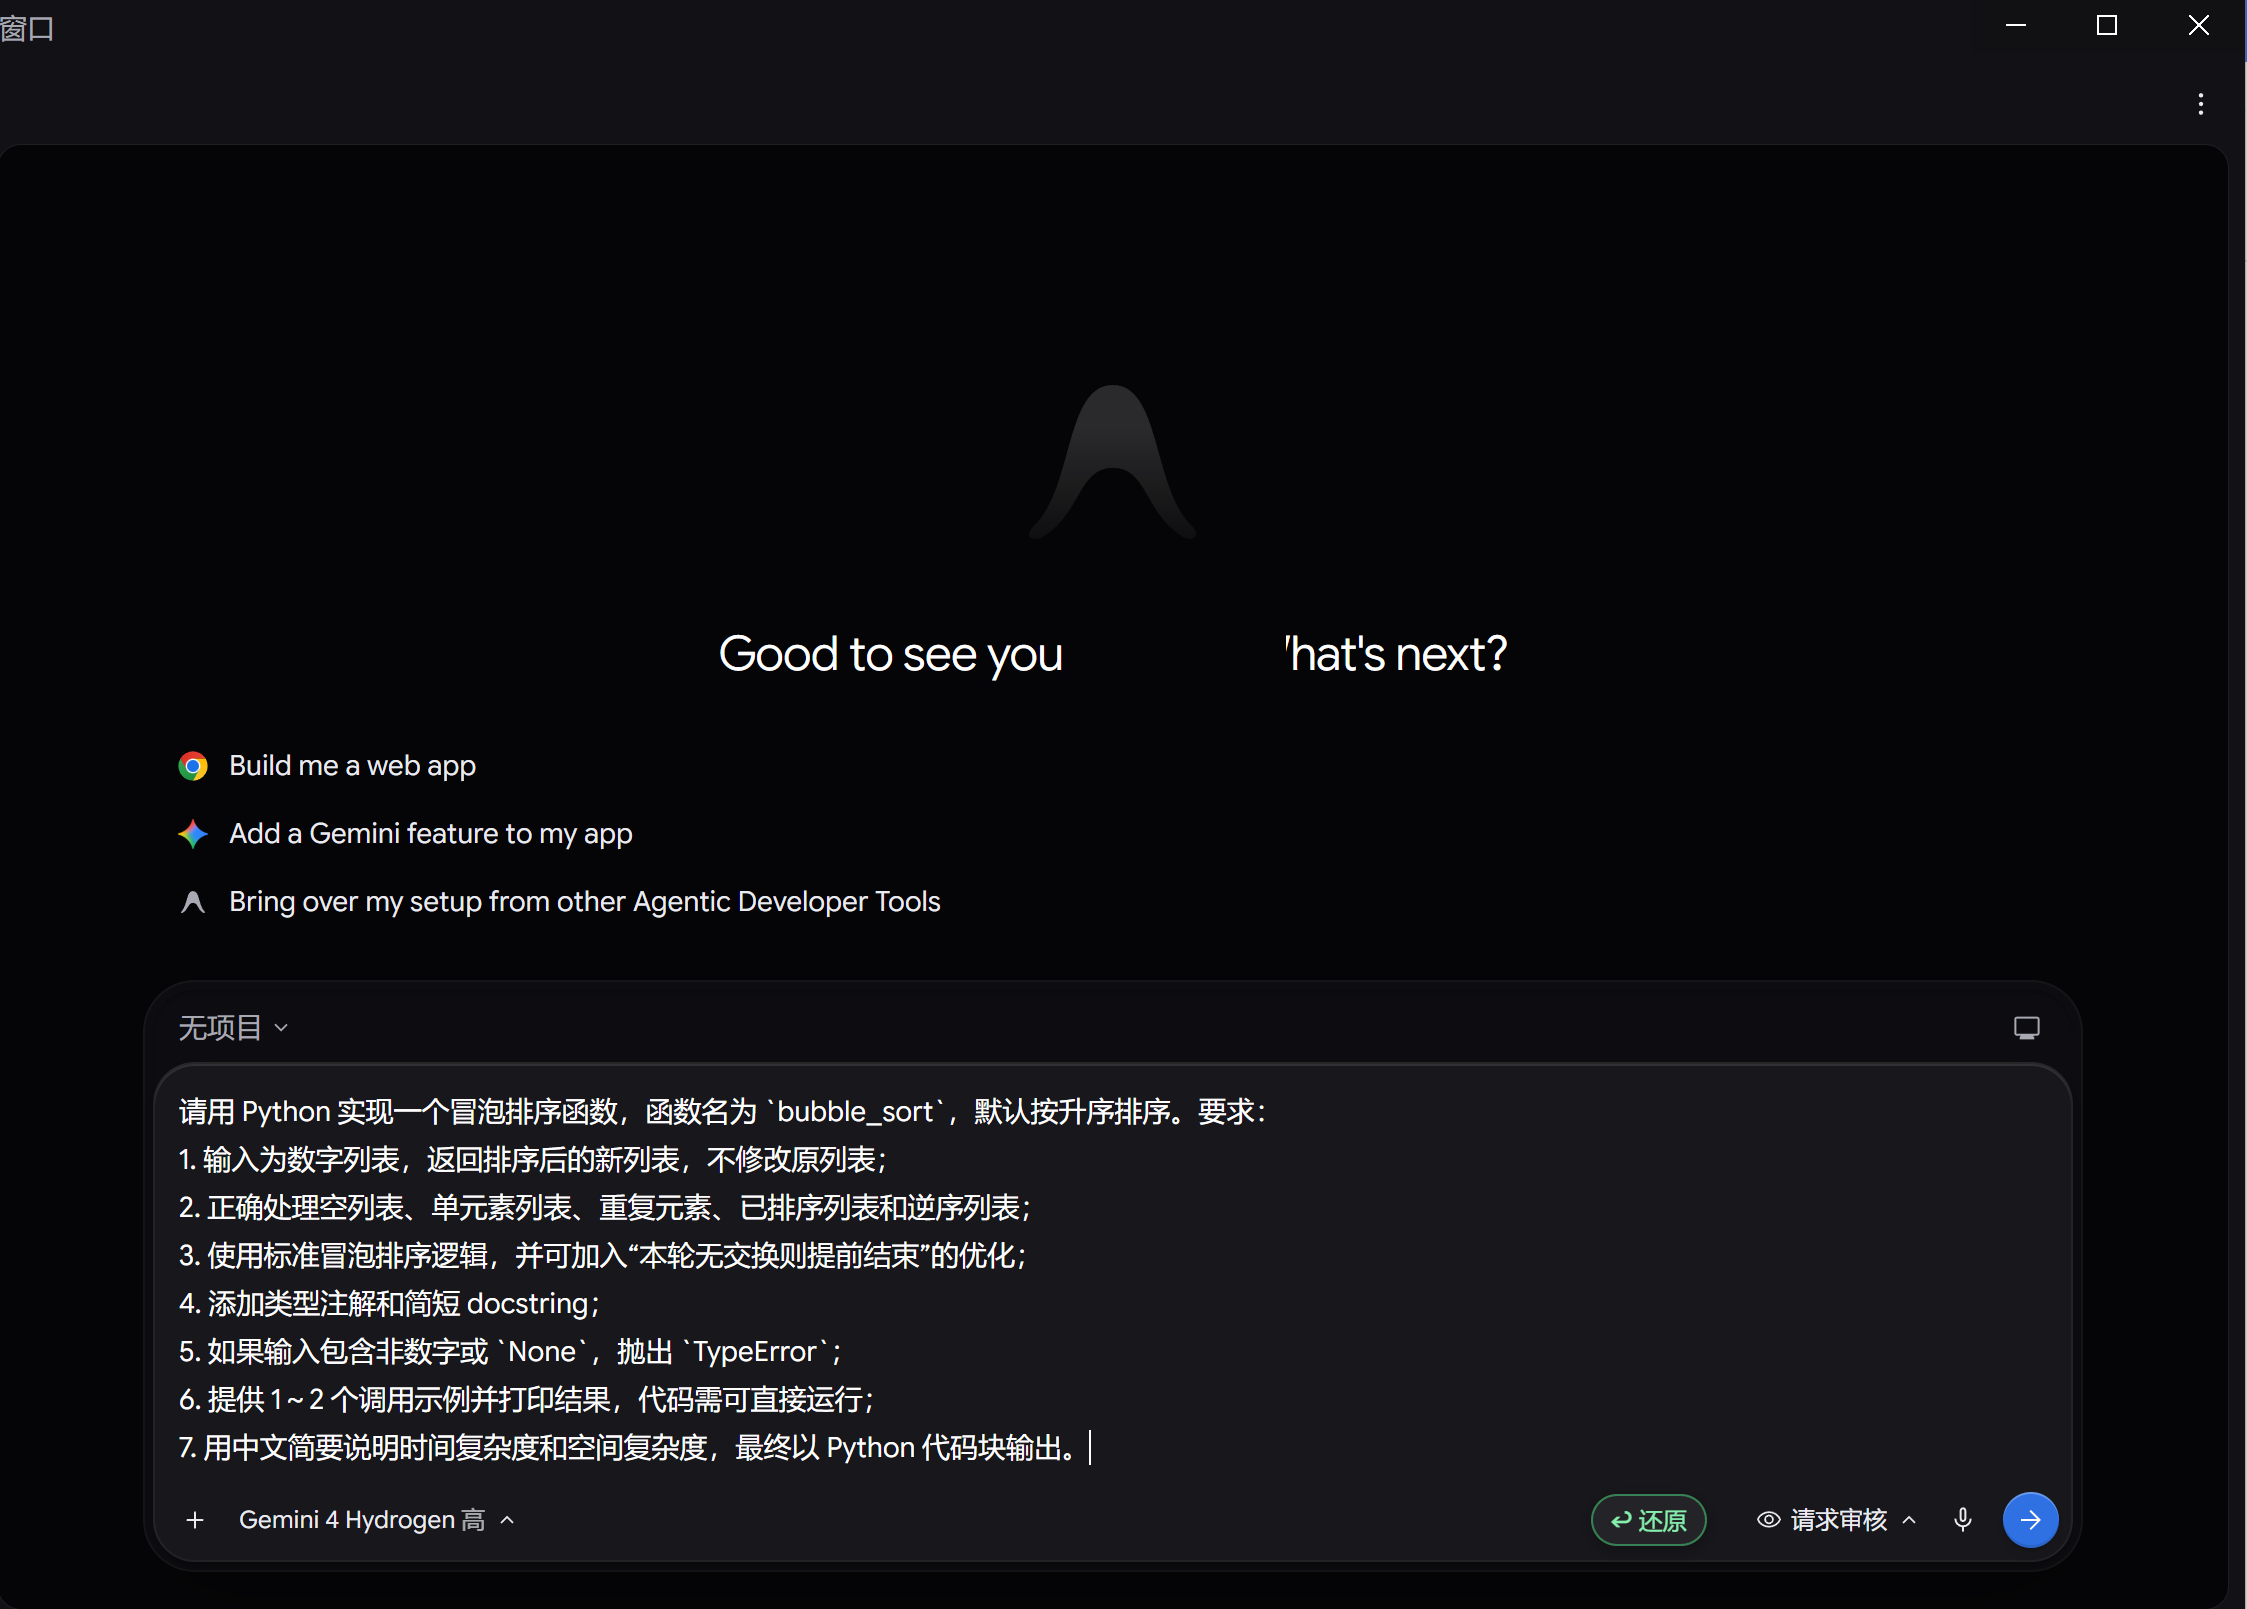 窗口
Good to see you
hat's next?
Build me a web app
Add a Gemini feature to my app
Bring over my setup from other Agentic Developer Tools
无项目
请用 Python 实现一个冒泡排序函数，函数名为 `bubble_sort`，默认按升序排序。要求：
1. 输入为数字列表，返回排序后的新列表，不修改原列表；
2. 正确处理空列表、单元素列表、重复元素、已排序列表和逆序列表；
3. 使用标准冒泡排序逻辑，并可加入“本轮无交换则提前结束”的优化；
4. 添加类型注解和简短 docstring；
5. 如果输入包含非数字或 `None`，抛出 `TypeError`；
6. 提供 1~2 个调用示例并打印结果，代码需可直接运行；
7. 用中文简要说明时间复杂度和空间复杂度，最终以 Python 代码块输出。
Gemini 4 Hydrogen 高
还原
请求审核